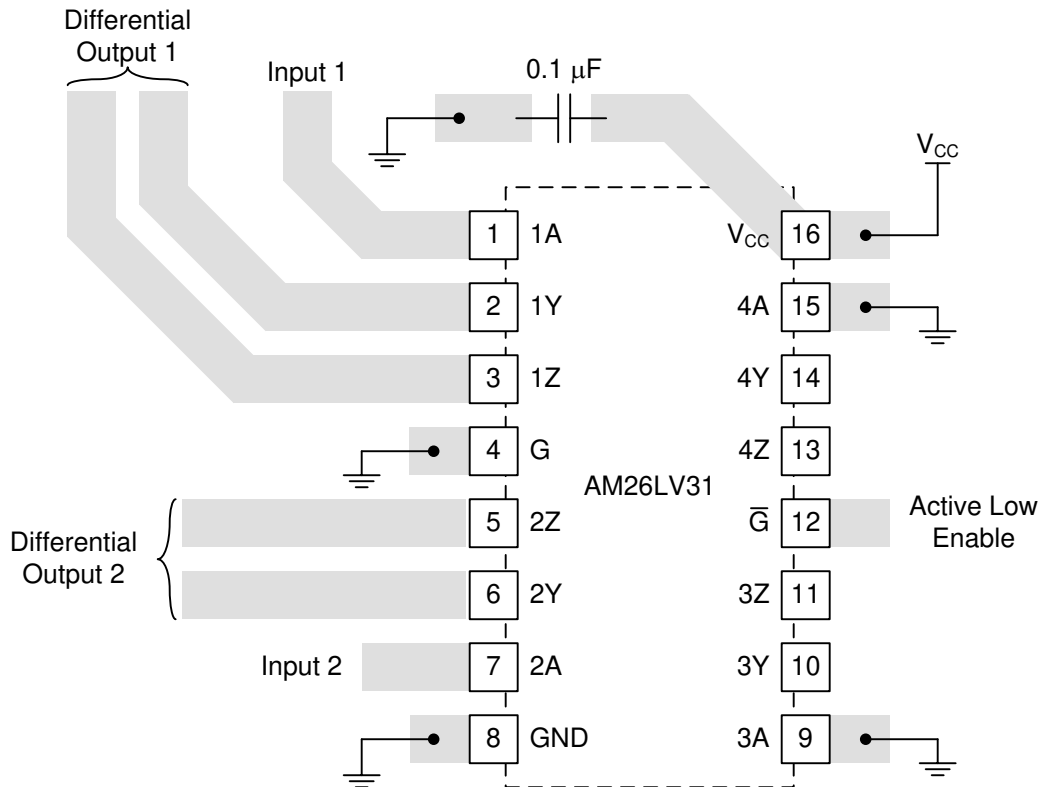 Differential
Output 1
Input 1
0.1 μF
V_CC
1 1A
V_CC 16
2 1Y
4A 15
3 1Z
4Y 14
4 G
4Z 13
AM26LV31
5 2Z
G̅ 12
Active Low
Enable
Differential
Output 2
6 2Y
3Z 11
Input 2
7 2A
3Y 10
8 GND
3A 9